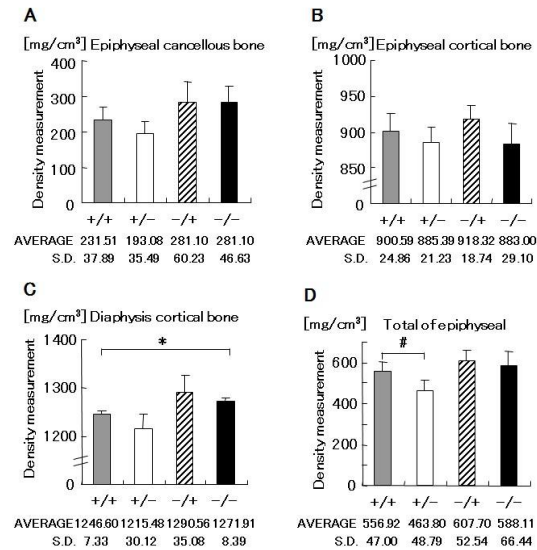 A
[mg/cm³] Epiphyseal cancellous bone
Density measurement
400
300
200
100
0
+/+ +/− −/+ −/−
AVERAGE 231.51 193.08 281.10 281.10
S.D. 37.89 35.49 60.23 46.63
B
[mg/cm³] Epiphyseal cortical bone
Density measurement
1000
950
900
850
0
+/+ +/− −/+ −/−
AVERAGE 900.59 885.39 918.32 883.00
S.D. 24.86 21.23 18.74 29.10
C
[mg/cm³] Diaphysis cortical bone
Density measurement
1400
1300
1200
0
*
+/+ +/− −/+ −/−
AVERAGE 1246.60 1215.48 1290.56 1271.91
S.D. 7.33 30.12 35.08 8.39
D
[mg/cm³] Total of epiphyseal
Density measurement
600
400
200
0
#
+/+ +/− −/+ −/−
AVERAGE 556.92 463.80 607.70 588.11
S.D. 47.00 48.79 52.54 66.44